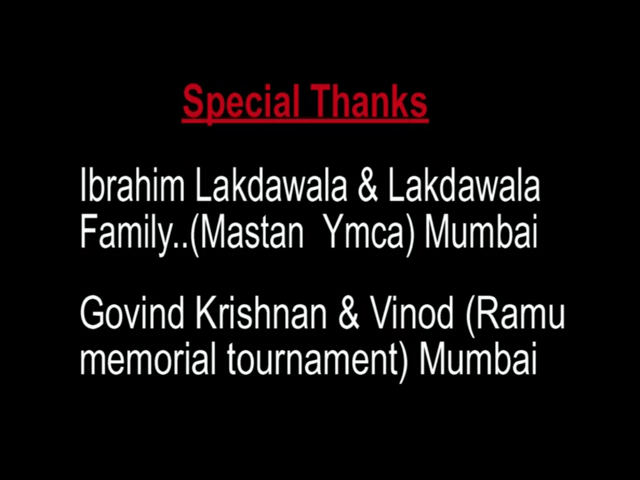 Special Thanks
Ibrahim Lakdawala & Lakdawala
Family..(Mastan  Ymca) Mumbai
Govind Krishnan & Vinod (Ramu
memorial tournament) Mumbai